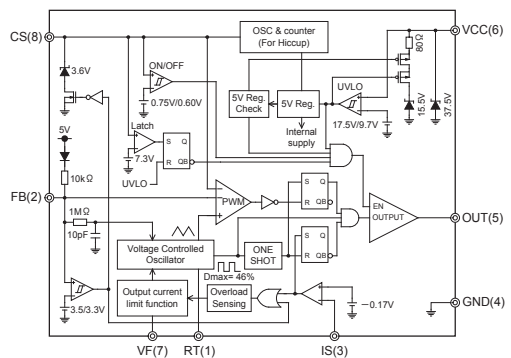 CS(8)
OSC & counter
(For Hiccup)
VCC(6)
80Ω
3.6V
ON/OFF
0.75V/0.60V
5V Reg.
Check
5V Reg.
UVLO
15.5V
37.5V
Internal
supply
17.5V/9.7V
5V
Latch
S
Q
7.3V
R
QB
UVLO
10kΩ
FB(2)
PWM
S
Q
R
QB
EN
OUTPUT
OUT(5)
1MΩ
10pF
Voltage Controlled
Oscillator
ONE
SHOT
S
Q
R
QB
Dmax= 46%
3.5/3.3V
Output current
limit function
Overload
Sensing
−0.17V
GND(4)
VF(7)
RT(1)
IS(3)